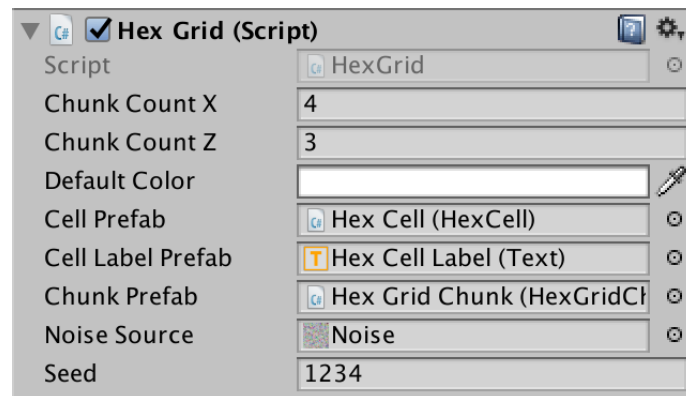 Hex Grid (Script)
Script HexGrid
Chunk Count X 4
Chunk Count Z 3
Default Color
Cell Prefab Hex Cell (HexCell)
Cell Label Prefab Hex Cell Label (Text)
Chunk Prefab Hex Grid Chunk (HexGridCh
Noise Source Noise
Seed 1234